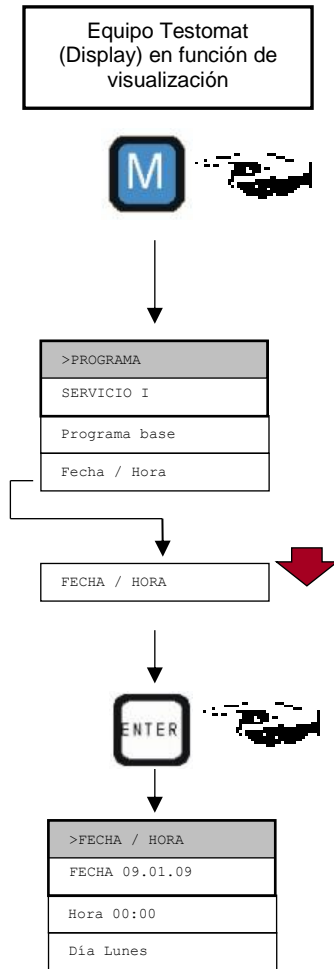 Equipo Testomat
(Display) en función de
visualización
M
>PROGRAMA
SERVICIO I
Programa base
Fecha / Hora
FECHA / HORA
ENTER
>FECHA / HORA
FECHA 09.01.09
Hora 00:00
Día Lunes